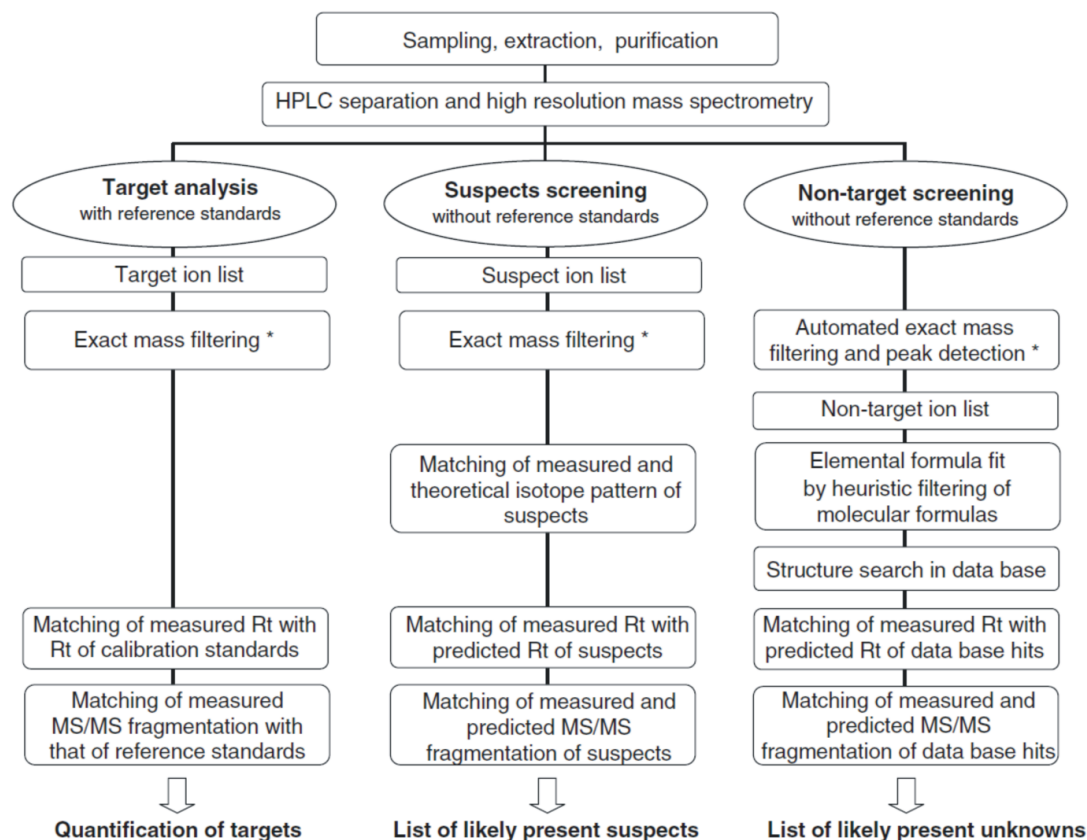 Sampling, extraction, purification
HPLC separation and high resolution mass spectrometry
Target analysis
with reference standards
Target ion list
Exact mass filtering *
Matching of measured Rt with
Rt of calibration standards
Matching of measured
MS/MS fragmentation with
that of reference standards
Quantification of targets
Suspects screening
without reference standards
Suspect ion list
Exact mass filtering *
Matching of measured and
theoretical isotope pattern of
suspects
Matching of measured Rt with
predicted Rt of suspects
Matching of measured and
predicted MS/MS
fragmentation of suspects
List of likely present suspects
Non-target screening
without reference standards
Automated exact mass
filtering and peak detection *
Non-target ion list
Elemental formula fit
by heuristic filtering of
molecular formulas
Structure search in data base
Matching of measured Rt with
predicted Rt of data base hits
Matching of measured and
predicted MS/MS
fragmentation of data base hits
List of likely present unknowns